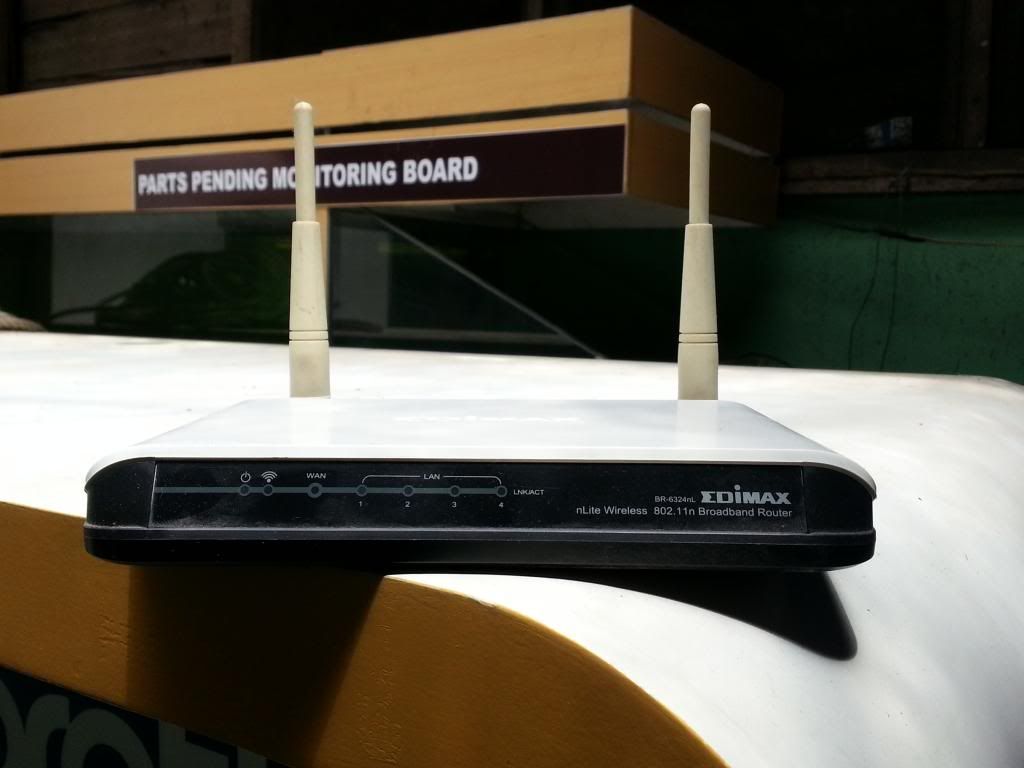 PARTS PENDING MONITORING BOARD
WAN
LAN
1 2 3 4
LNK/ACT
BR-6324nL EDIMAX
nLite Wireless 802.11n Broadband Router